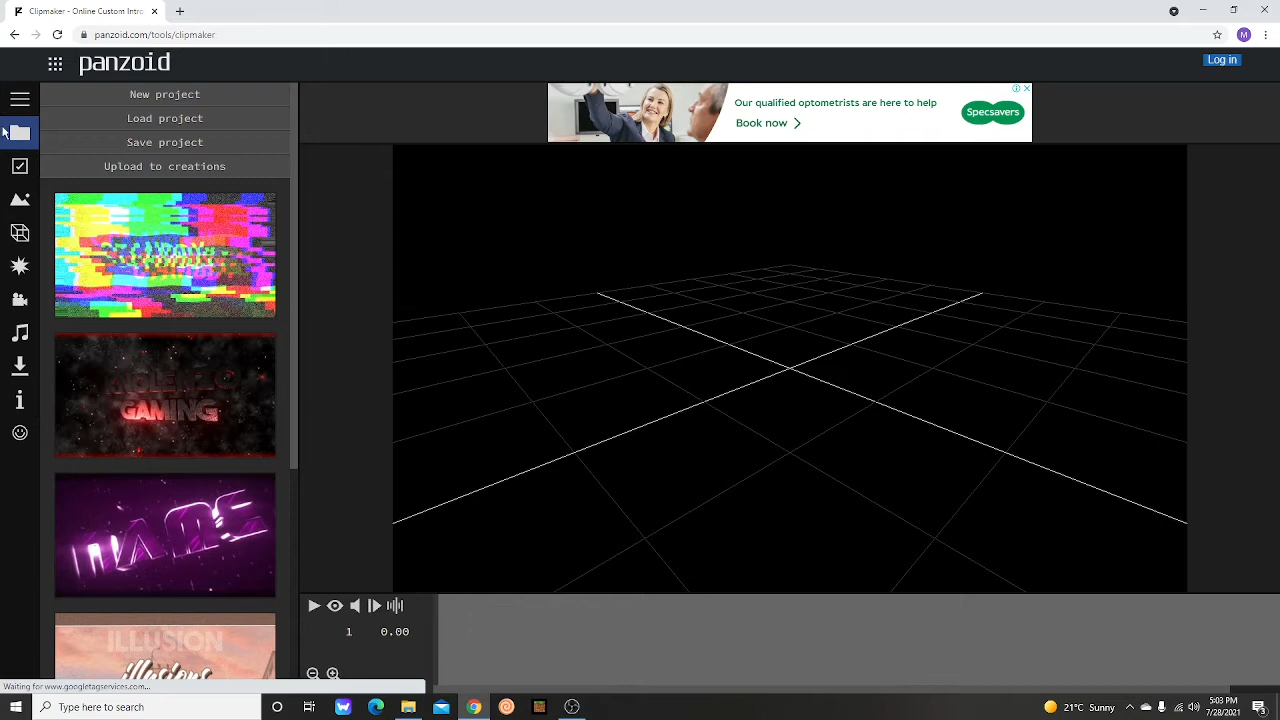 Clipmaker - Online Custom Intro
panzoid.com/tools/clipmaker
M
panzoid
Log in
New project
Load project
Save project
Upload to creations
Our qualified optometrists are here to help
Book now
Specsavers
GAMING
NAME
ILLUSION
illusions
1 0.00
Waiting for www.googletagservices.com...
Type here to search
21°C Sunny
5:03 PM
7/28/2021